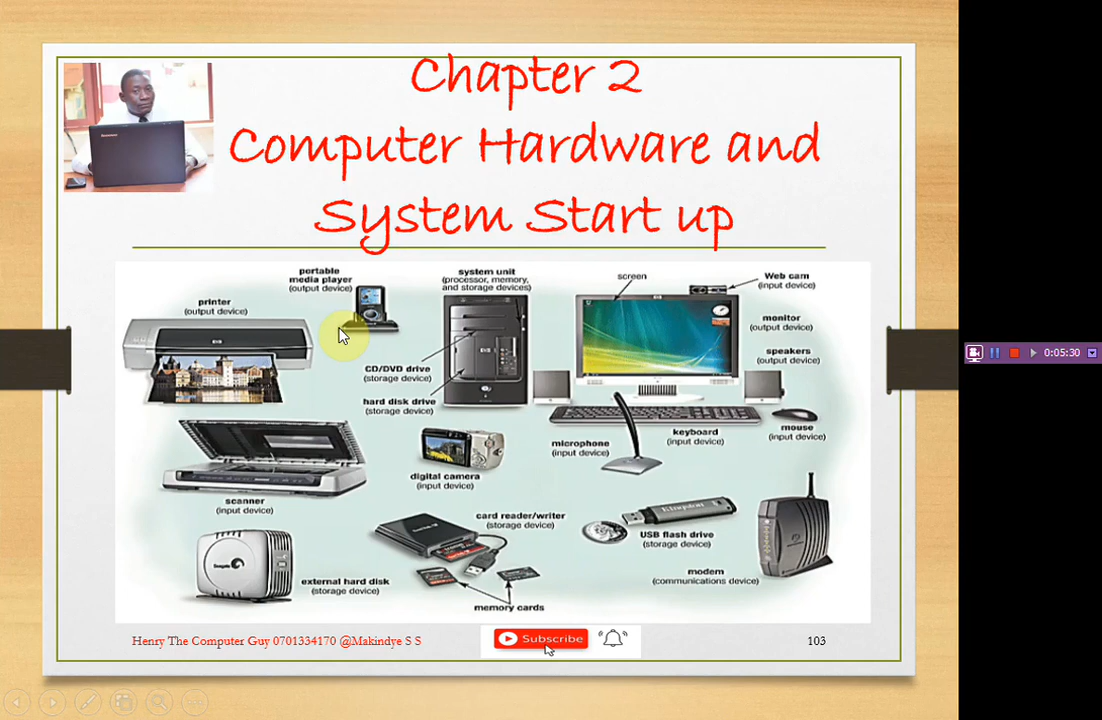 Chapter 2
Computer Hardware and
System Start up
portable
media player
(output device)
system unit
(processor, memory,
and storage devices)
screen
Web cam
(input device)
printer
(output device)
monitor
(output device)
speakers
(output device)
CD/DVD drive
(storage device)
hard disk drive
(storage device)
keyboard
(input device)
mouse
(input device)
microphone
(input device)
digital camera
(input device)
scanner
(input device)
card reader/writer
(storage device)
Kingston
USB flash drive
(storage device)
modem
(communications device)
Seagate
external hard disk
(storage device)
memory cards
Henry The Computer Guy 0701334170 @Makindye S S
Subscribe
103
0:05:30